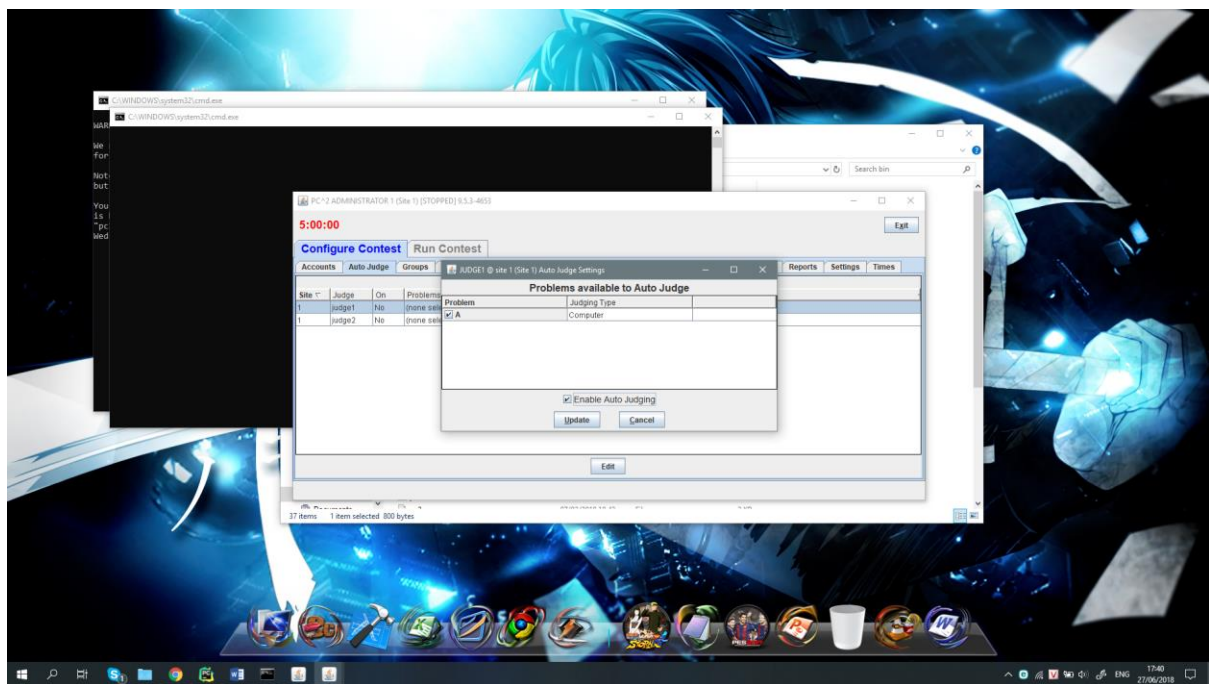 C:\WINDOWS\system32\cmd.exe
C:\WINDOWS\system32\cmd.exe
WAR
We
for
Not
but
You
is
"pc
Wed
Search bin
PC^2 ADMINISTRATOR 1 (Site 1) [STOPPED] 9.5.3-4653
5:00:00
Exit
Configure Contest Run Contest
Accounts Auto Judge Groups Reports Settings Times
JUDGE1 @ site 1 (Site 1) Auto Judge Settings
Problems available to Auto Judge
Site Judge On Problems
1 judge1 No (none sele
1 judge2 No (none sele
Problem Judging Type
A Computer
Enable Auto Judging
Update Cancel
Edit
37 items 1 item selected 800 bytes
ENG
17:40
27/06/2018